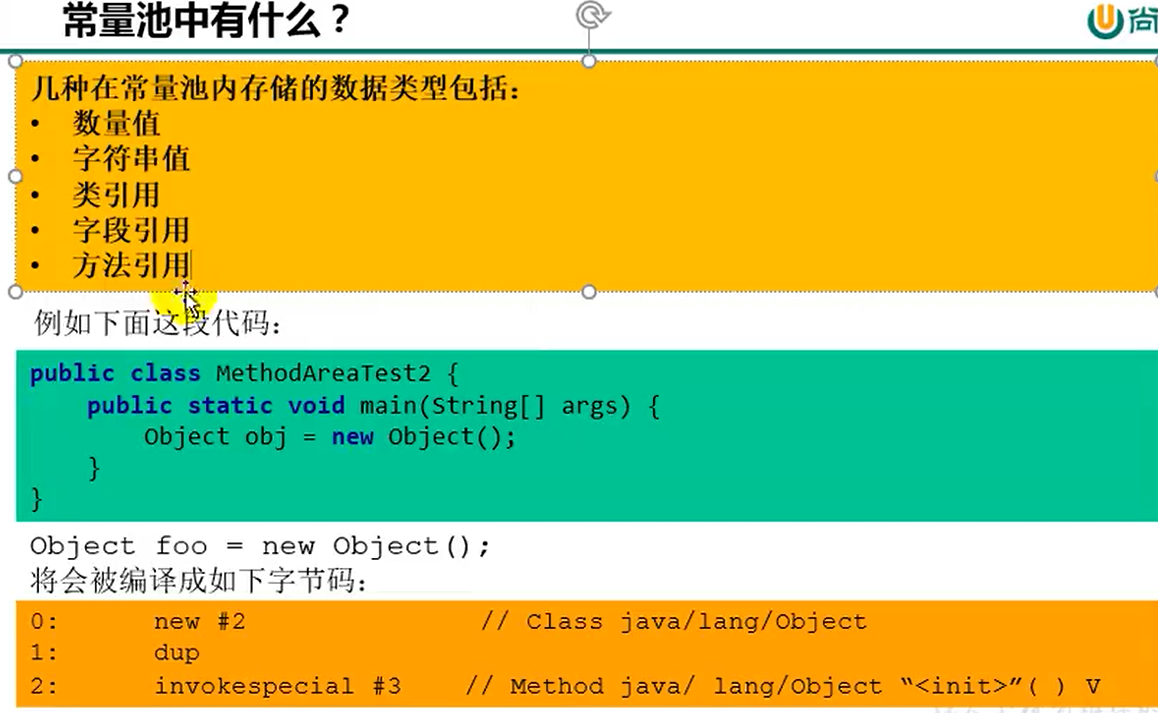 常量池中有什么？
尚
几种在常量池内存储的数据类型包括：
• 数量值
• 字符串值
• 类引用
• 字段引用
• 方法引用
例如下面这段代码：
public class MethodAreaTest2 {
    public static void main(String[] args) {
        Object obj = new Object();
    }
}
Object foo = new Object();
将会被编译成如下字节码：
0: new #2 // Class java/lang/Object
1: dup
2: invokespecial #3 // Method java/ lang/Object “<init>”( ) V